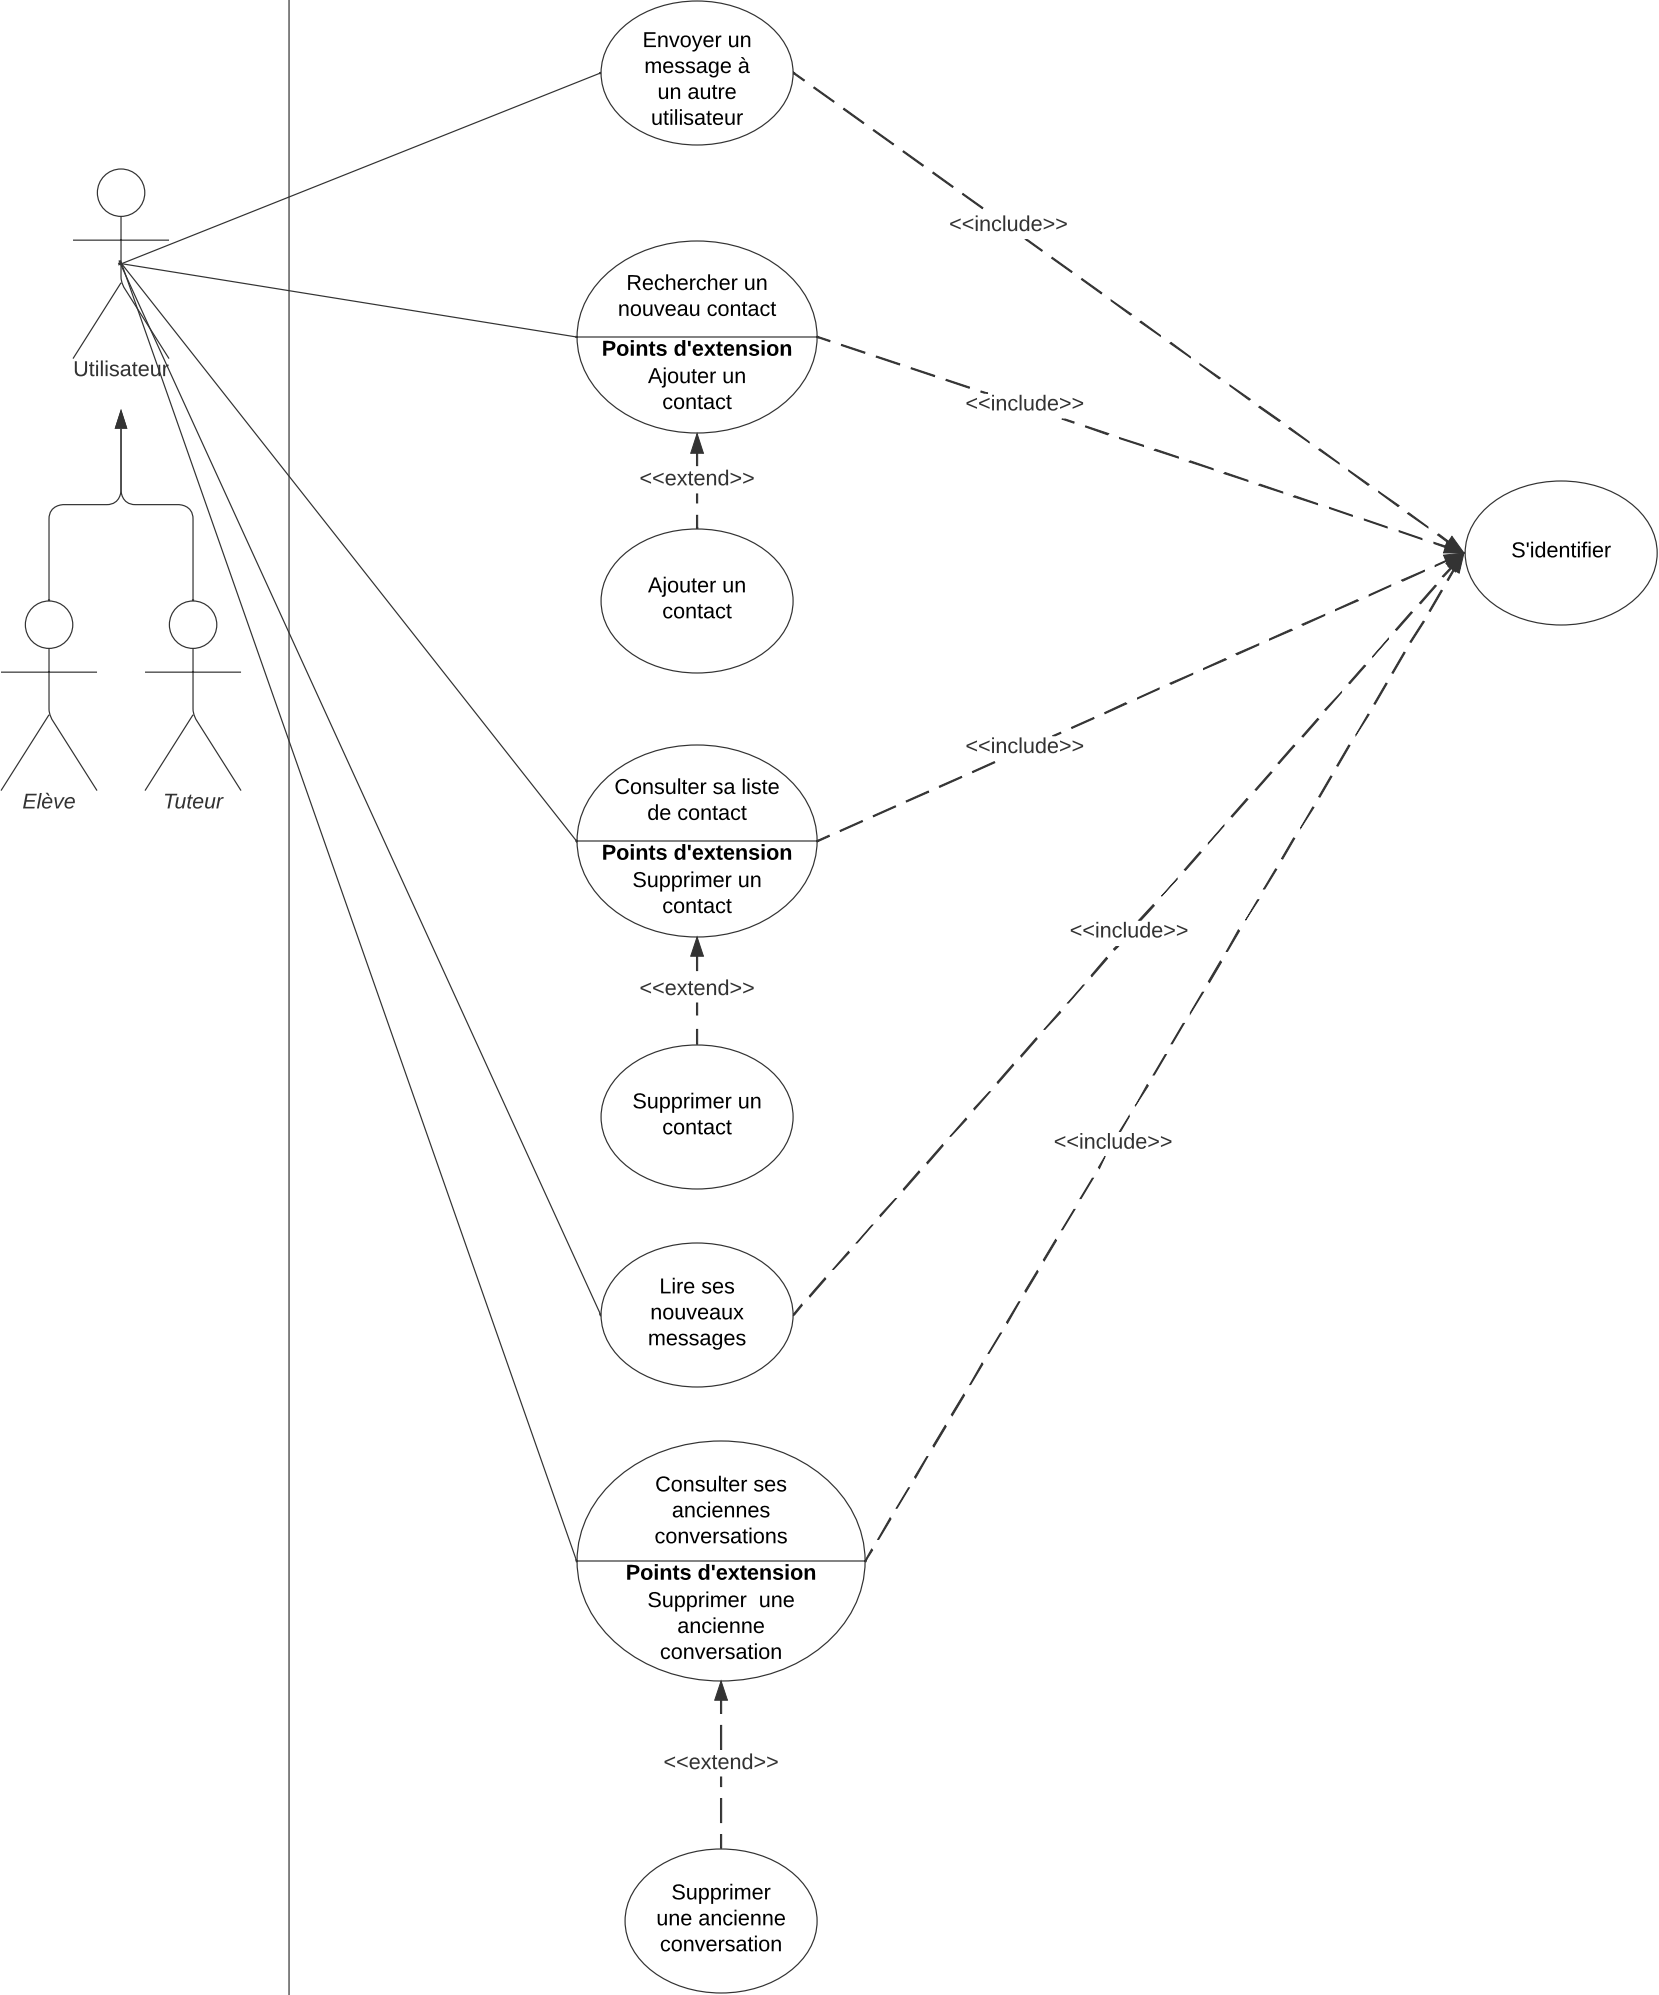 Envoyer un
message à
un autre
utilisateur
<<include>>
Utilisateur
Rechercher un
nouveau contact
Points d'extension
Ajouter un
contact
<<include>>
<<extend>>
Ajouter un
contact
S'identifier
Elève
Tuteur
<<include>>
Consulter sa liste
de contact
Points d'extension
Supprimer un
contact
<<include>>
<<extend>>
Supprimer un
contact
<<include>>
Lire ses
nouveaux
messages
Consulter ses
anciennes
conversations
Points d'extension
Supprimer  une
ancienne
conversation
<<extend>>
Supprimer
une ancienne
conversation